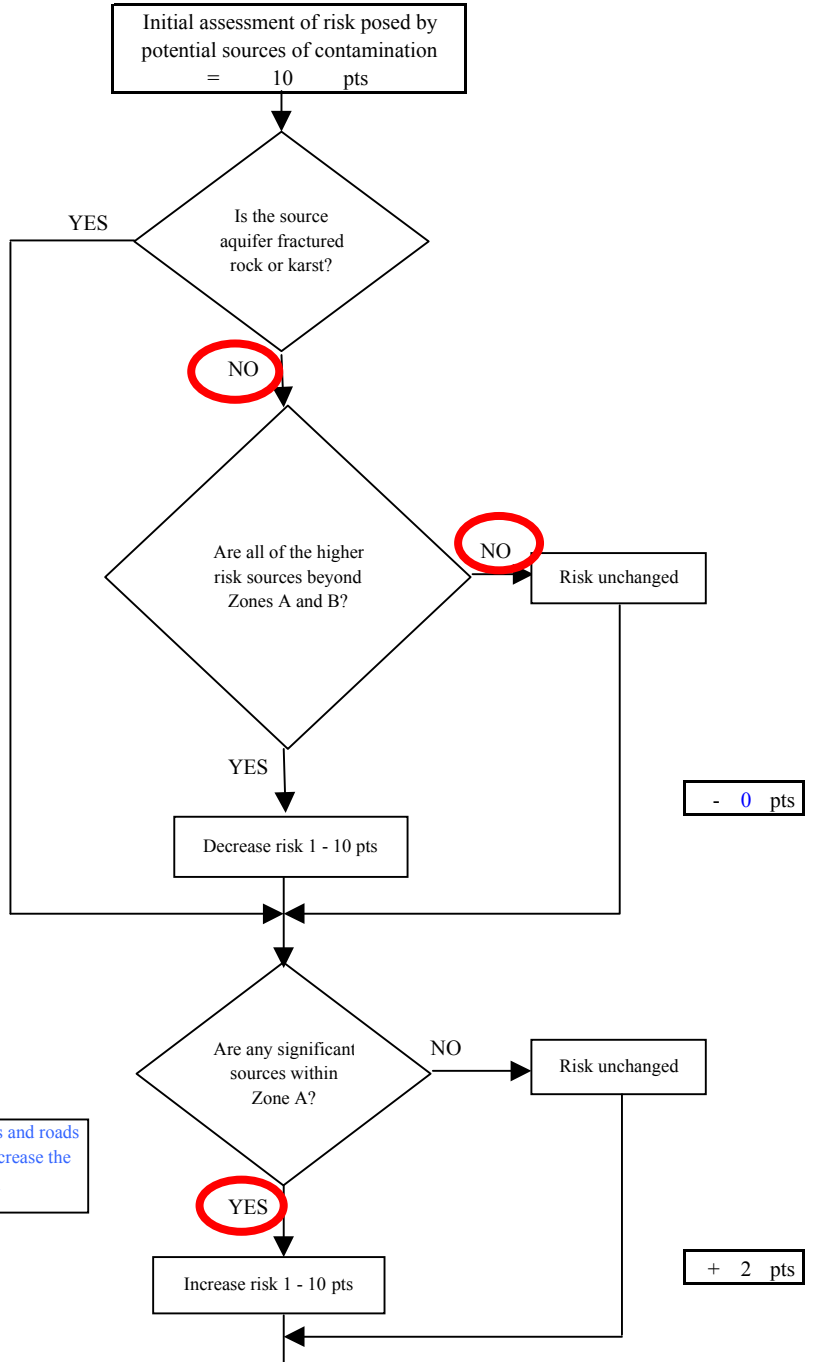 Initial assessment of risk posed by
potential sources of contamination
= 10 pts
YES
Is the source
aquifer fractured
rock or karst?
NO
Are all of the higher
risk sources beyond
Zones A and B?
NO
Risk unchanged
YES
- 0 pts
Decrease risk 1 - 10 pts
Are any significant
sources within
Zone A?
NO
Risk unchanged
and roads
crease the
YES
Increase risk 1 - 10 pts
+ 2 pts